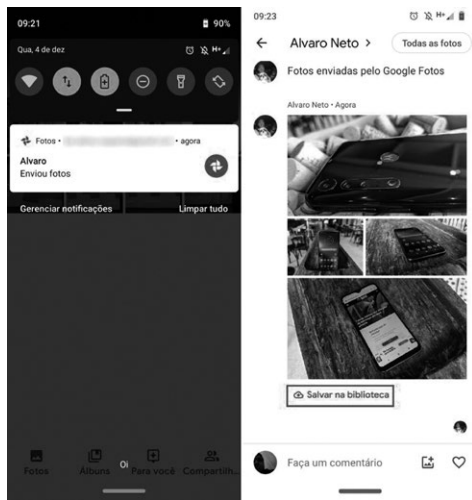 09:21
90%
Qua, 4 de dez
H+
Fotos •
• agora
Alvaro
Enviou fotos
Gerenciar notificações
Limpar tudo
Oi
Fotos
Álbuns
Para você
Compartilh...
09:23
H+
Alvaro Neto >
Todas as fotos
Fotos enviadas pelo Google Fotos
Alvaro Neto • Agora
Salvar na biblioteca
Faça um comentário